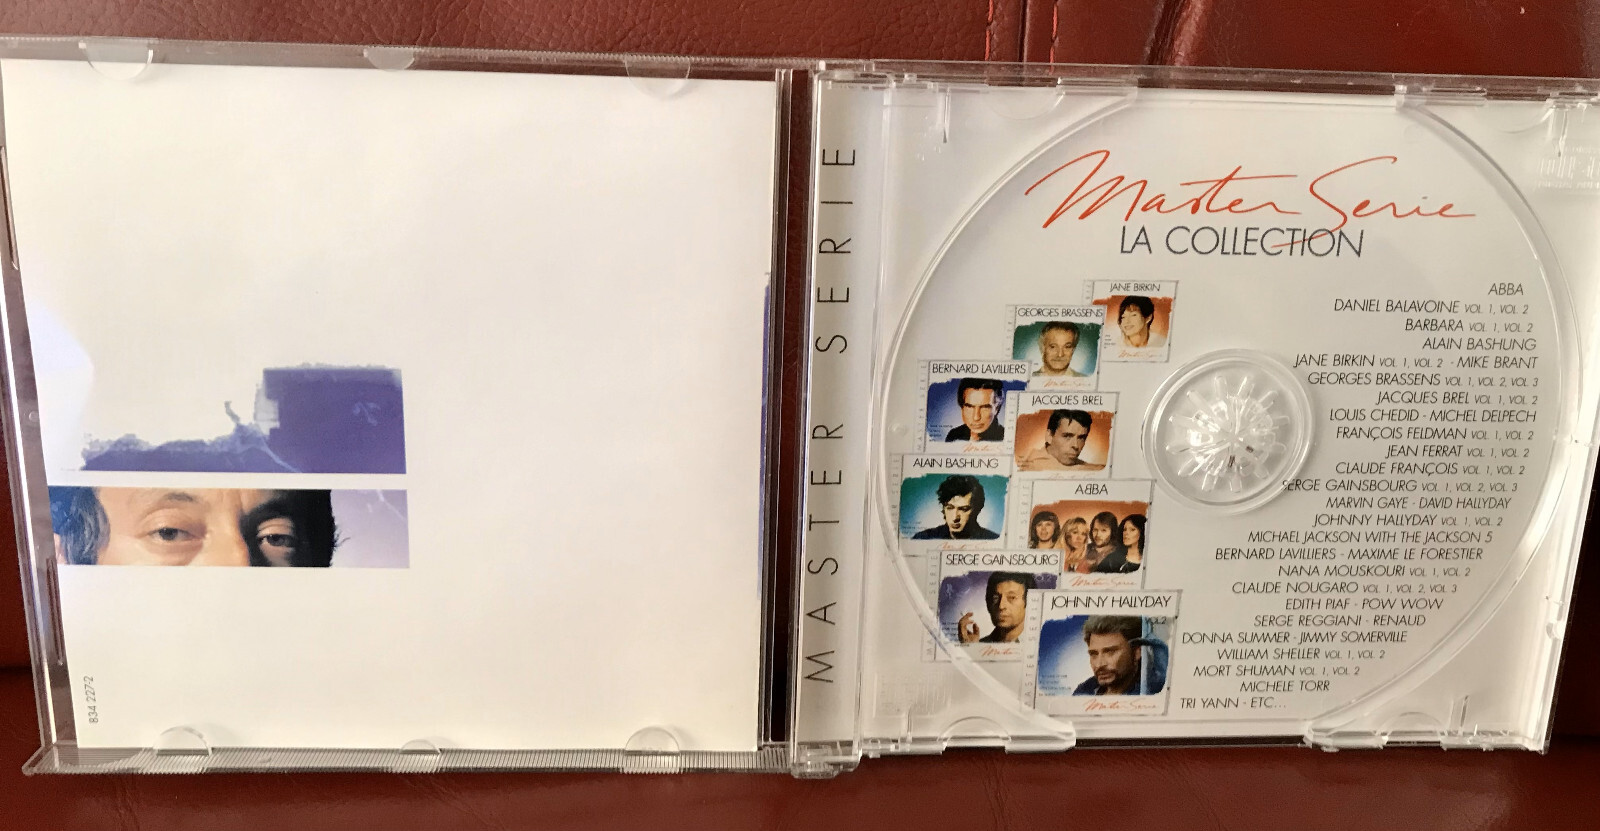 834 227-2
MASTER SERIE
Master Serie
LA COLLECTION
JANE BIRKIN
GEORGES BRASSENS
BERNARD LAVILLIERS
JACQUES BREL
ALAIN BASHUNG
ABBA
SERGE GAINSBOURG
JOHNNY HALLYDAY
VOL.2
Master Serie
ABBA
DANIEL BALAVOINE VOL. 1, VOL. 2
BARBARA VOL. 1, VOL. 2
ALAIN BASHUNG
JANE BIRKIN VOL. 1, VOL. 2 - MIKE BRANT
GEORGES BRASSENS VOL. 1, VOL. 2, VOL. 3
JACQUES BREL VOL. 1, VOL. 2
LOUIS CHEDID - MICHEL DELPECH
FRANÇOIS FELDMAN VOL. 1, VOL. 2
JEAN FERRAT VOL. 1, VOL. 2
CLAUDE FRANÇOIS VOL. 1, VOL. 2
SERGE GAINSBOURG VOL. 1, VOL. 2, VOL. 3
MARVIN GAYE - DAVID HALLYDAY
JOHNNY HALLYDAY VOL. 1, VOL. 2
MICHAEL JACKSON WITH THE JACKSON 5
BERNARD LAVILLIERS - MAXIME LE FORESTIER
NANA MOUSKOURI VOL. 1, VOL. 2
CLAUDE NOUGARO VOL. 1, VOL. 2, VOL. 3
EDITH PIAF - POW WOW
SERGE REGGIANI - RENAUD
DONNA SUMMER - JIMMY SOMERVILLE
WILLIAM SHELLER VOL. 1, VOL. 2
MORT SHUMAN VOL. 1, VOL. 2
MICHELE TORR
TRI YANN - ETC...